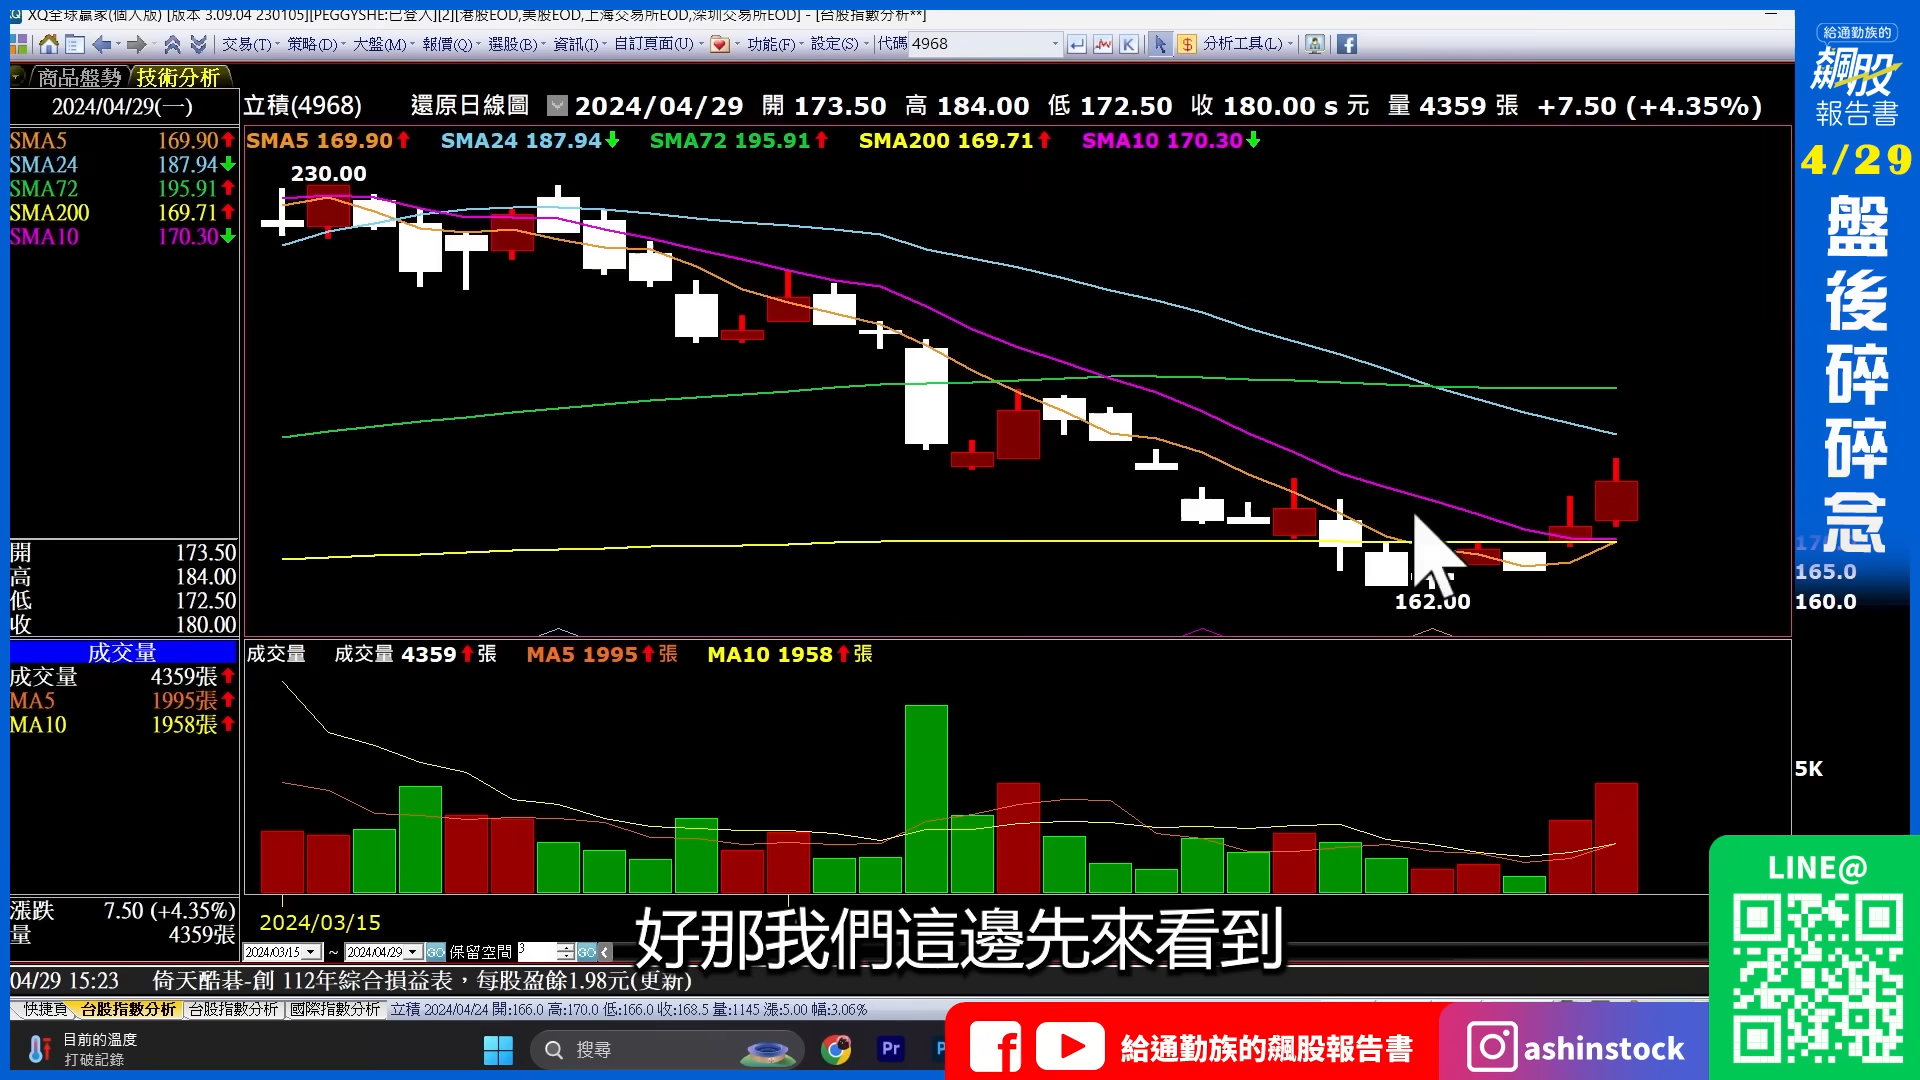 XQ全球贏家(個人版) [版本 3.09.04 230105][PEGGYSHE:已登入][2][港股EOD,美股EOD,上海交易所EOD,深圳交易所EOD] - [台股指數分析**]
交易(T) 策略(D) 大盤(M) 報價(Q) 選股(B) 資訊(I) 自訂頁面(U) 功能(F) 設定(S) 代碼 4968 K $ 分析工具(L)
商品盤勢 技術分析
2024/04/29(一)
立積(4968) 還原日線圖 2024/04/29 開 173.50 高 184.00 低 172.50 收 180.00 s 元 量 4359 張 +7.50 (+4.35%)
SMA5 169.90 SMA24 187.94 SMA72 195.91 SMA200 169.71 SMA10 170.30
SMA5 169.90
SMA24 187.94
SMA72 195.91
SMA200 169.71
SMA10 170.30
230.00
162.00
開 173.50
高 184.00
低 172.50
收 180.00
165.0
160.0
成交量
成交量 4359張
MA5 1995張
MA10 1958張
成交量 成交量 4359 張 MA5 1995 張 MA10 1958 張
5K
漲跌 7.50 (+4.35%)
量 4359張
2024/03/15
2024/03/15 ~ 2024/04/29 GO 保留空間 3 GO
好那我們這邊先來看到
04/29 15:23 倚天酷碁-創 112年綜合損益表，每股盈餘1.98元(更新)
快捷頁 台股指數分析 台股指數分析 國際指數分析 立積 2024/04/24 開:166.0 高:170.0 低:166.0 收:168.5 量:1145 漲:5.00 幅:3.06%
目前的溫度
打破記錄
搜尋
Pr
給通勤族的飆股報告書
ashinstock
給通勤族的
飆股
報告書
4/29
盤後碎碎念
LINE@